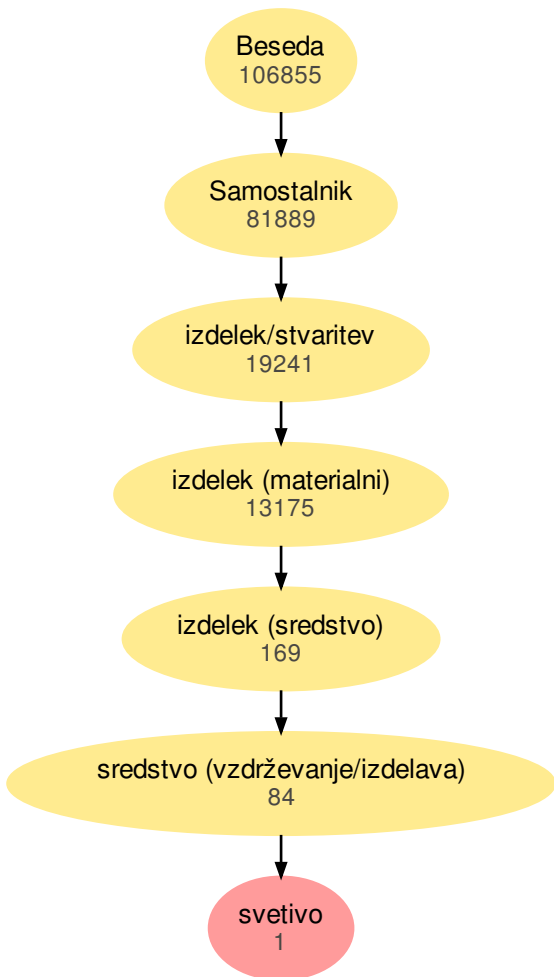 Beseda
106855
Samostalnik
81889
izdelek/stvaritev
19241
izdelek (materialni)
13175
izdelek (sredstvo)
169
sredstvo (vzdrževanje/izdelava)
84
svetivo
1